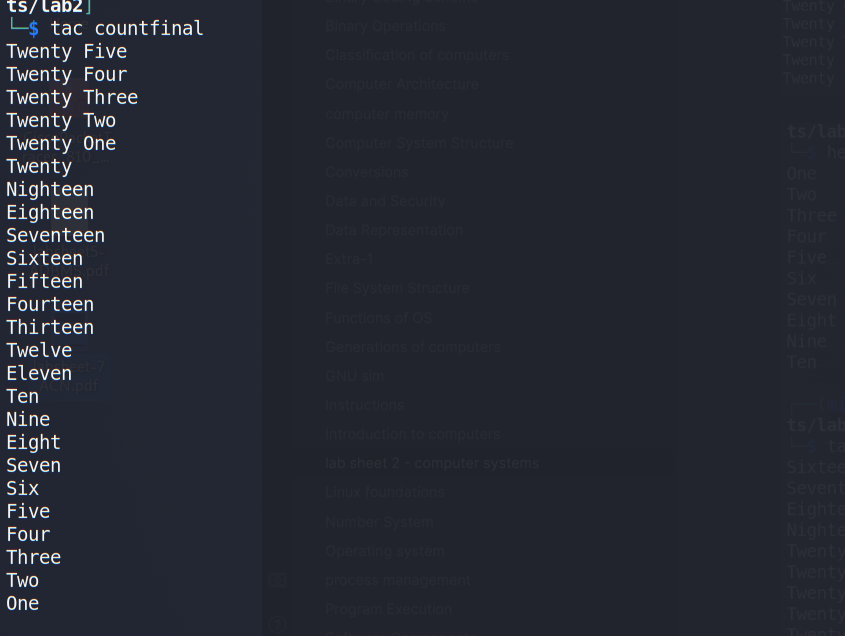 ts/lab2]
└─$ tac countfinal
Twenty Five
Twenty Four
Twenty Three
Twenty Two
Twenty One
Twenty
Nighteen
Eighteen
Seventeen
Sixteen
Fifteen
Fourteen
Thirteen
Twelve
Eleven
Ten
Nine
Eight
Seven
Six
Five
Four
Three
Two
One
Binary Operations
Classification of computers
Computer Architecture
computer memory
Computer System Structure
Conversions
Data and Security
Data Representation
Extra-1
File System Structure
Functions of OS
Generations of computers
GNU sim
Instructions
Introduction to computers
lab sheet 2 - computer systems
Linux foundations
Number System
Operating system
process management
Program Execution
Twenty
Twenty
Twenty
Twenty
Twenty
ts/lab
One
Two
Three
Four
Five
Six
Seven
Eight
Nine
Ten
ts/lab
Sixtee
Sevent
Eighte
Nighte
Twenty
Twenty
Twenty
Twenty